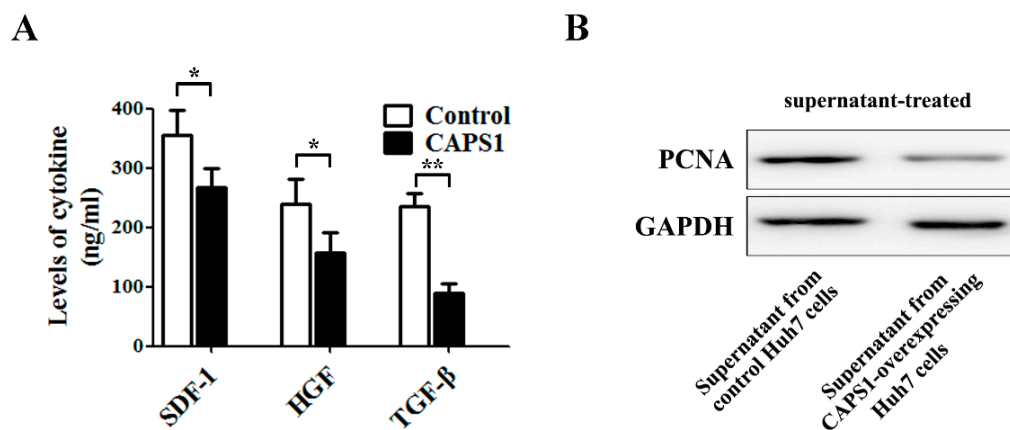 A
Levels of cytokine
(ng/ml)
400
300
200
100
0
*
*
**
Control
CAPS1
SDF-1
HGF
TGF-β
B
supernatant-treated
PCNA
GAPDH
Supernatant from
control Huh7 cells
Supernatant from
CAPS1-overexpressing
Huh7 cells